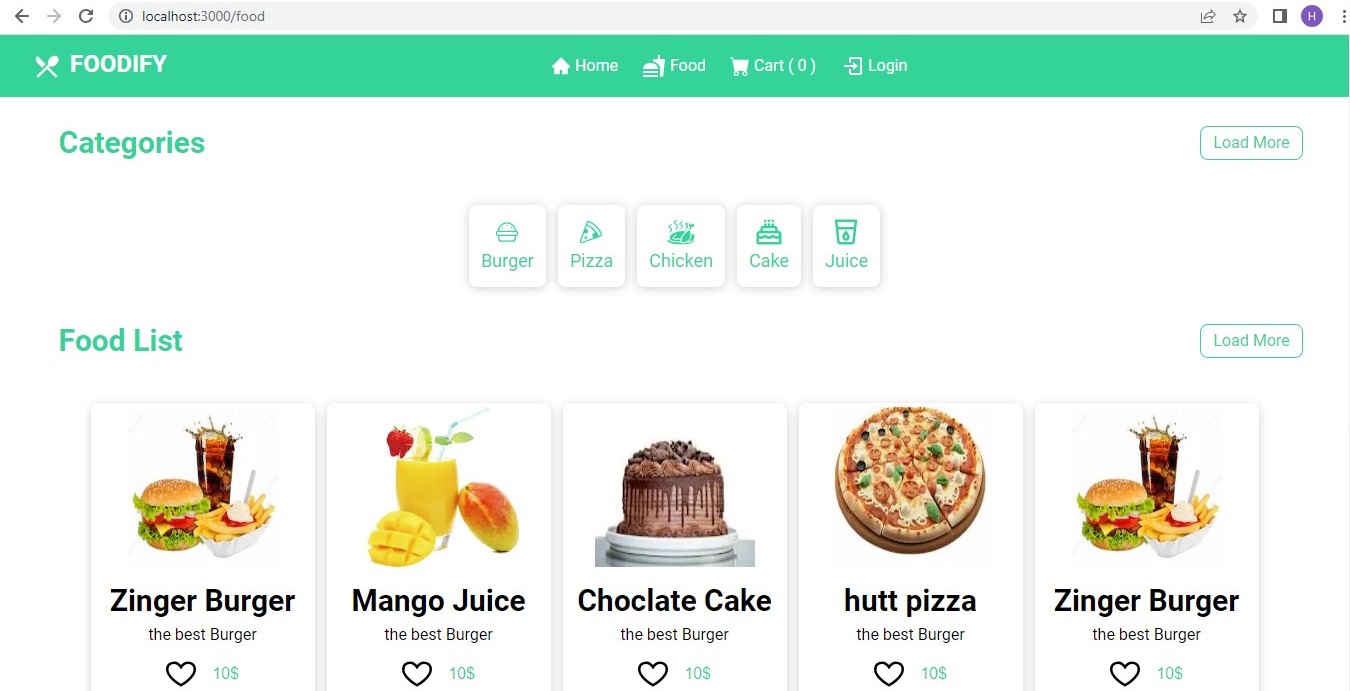 localhost:3000/food
H
FOODIFY
Home
Food
Cart ( 0 )
Login
Categories
Load More
Burger
Pizza
Chicken
Cake
Juice
Food List
Load More
Zinger Burger
the best Burger
10$
Mango Juice
the best Burger
10$
Choclate Cake
the best Burger
10$
hutt pizza
the best Burger
10$
Zinger Burger
the best Burger
10$